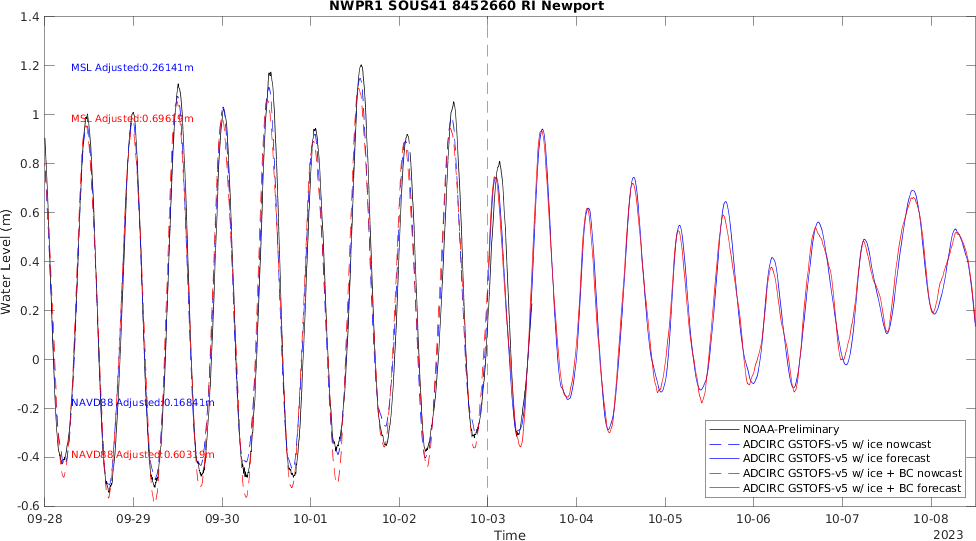 NWPR1 SOUS41 8452660 RI Newport
1.4
1.2
1
0.8
0.6
0.4
0.2
0
-0.2
-0.4
-0.6
Water Level (m)
MSL Adjusted:0.26141m
MSL Adjusted:0.69619m
NAVD88 Adjusted:0.16841m
NAVD88 Adjusted:0.60319m
NOAA-Preliminary
ADCIRC GSTOFS-v5 w/ ice nowcast
ADCIRC GSTOFS-v5 w/ ice forecast
ADCIRC GSTOFS-v5 w/ ice + BC nowcast
ADCIRC GSTOFS-v5 w/ ice + BC forecast
09-28 09-29 09-30 10-01 10-02 10-03 10-04 10-05 10-06 10-07 10-08
Time
2023